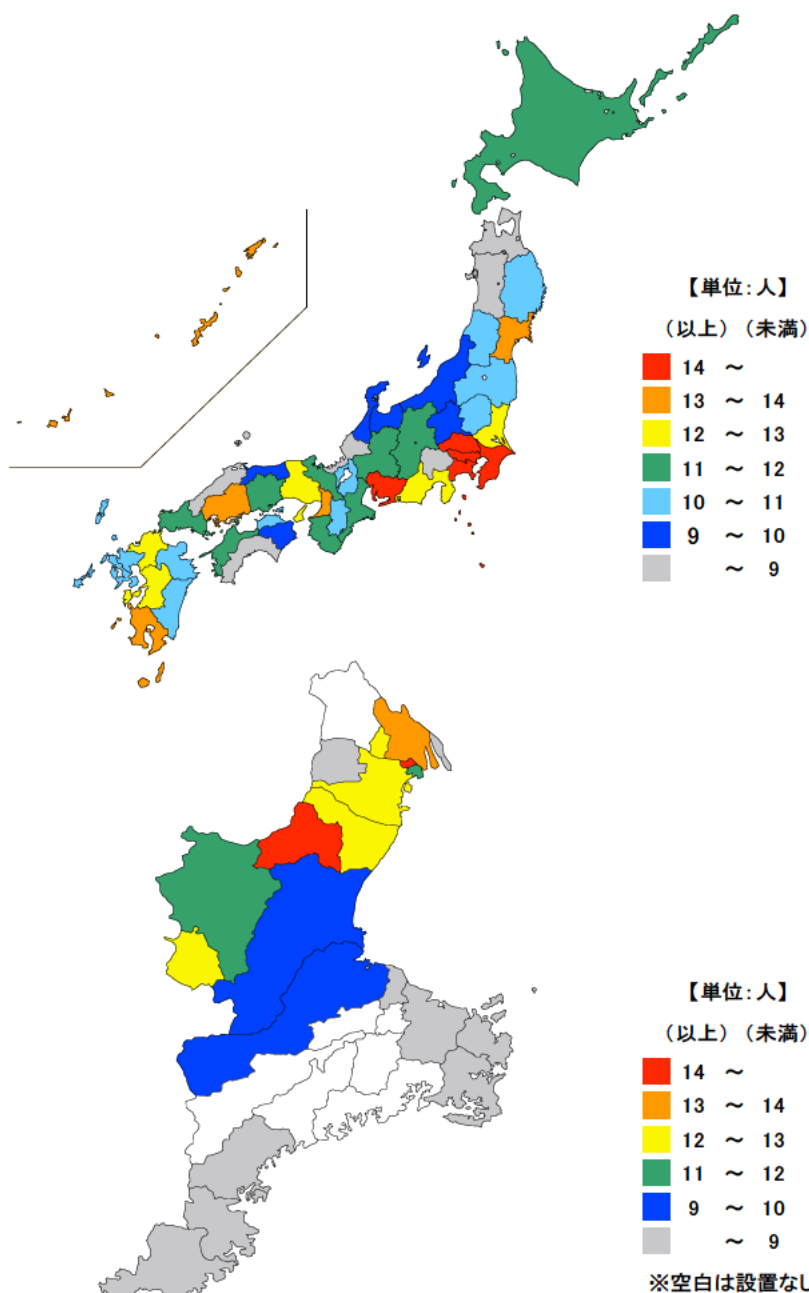 【単位：人】
（以上）（未満）
14 ～
13 ～ 14
12 ～ 13
11 ～ 12
10 ～ 11
9 ～ 10
～ 9
【単位：人】
（以上）（未満）
14 ～
13 ～ 14
12 ～ 13
11 ～ 12
9 ～ 10
～ 9
※空白は設置なし